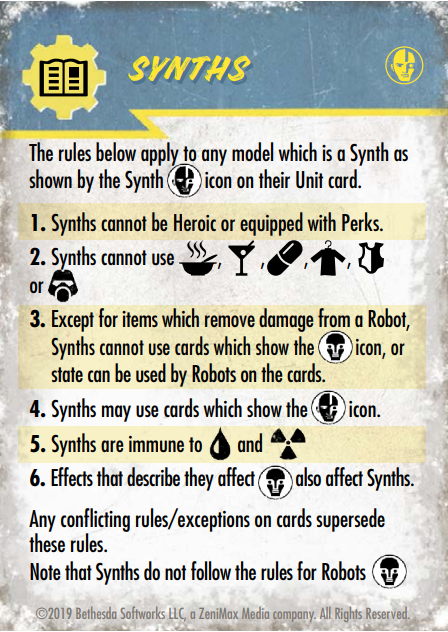 SYNTHS
The rules below apply to any model which is a Synth as
shown by the Synth icon on their Unit card.
1. Synths cannot be Heroic or equipped with Perks.
2. Synths cannot use , , , ,
or
3. Except for items which remove damage from a Robot,
Synths cannot use cards which show the icon, or
state can be used by Robots on the cards.
4. Synths may use cards which show the icon.
5. Synths are immune to and
6. Effects that describe they affect also affect Synths.
Any conflicting rules/exceptions on cards supersede
these rules.
Note that Synths do not follow the rules for Robots
©2019 Bethesda Softworks LLC, a ZeniMax Media company. All Rights Reserved.